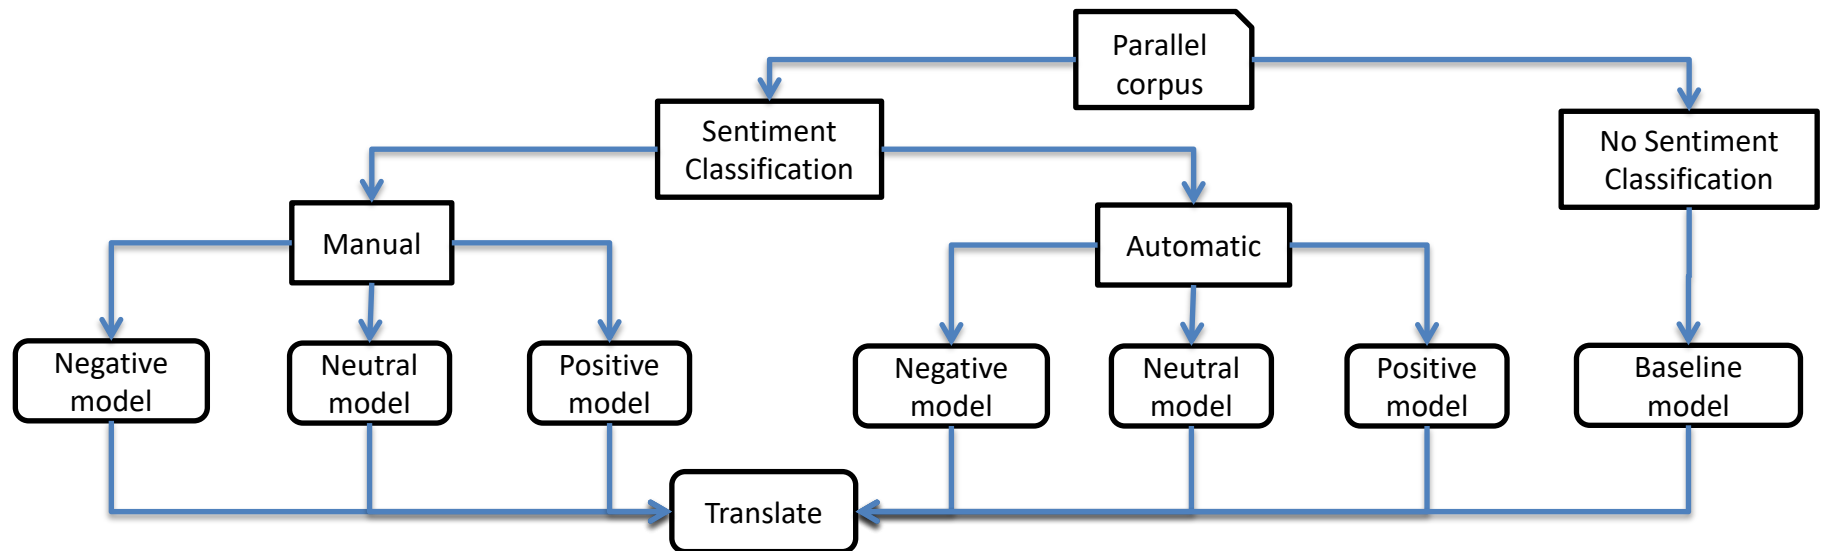 Parallel
corpus
Sentiment
Classification
No Sentiment
Classification
Manual
Automatic
Negative
model
Neutral
model
Positive
model
Negative
model
Neutral
model
Positive
model
Baseline
model
Translate